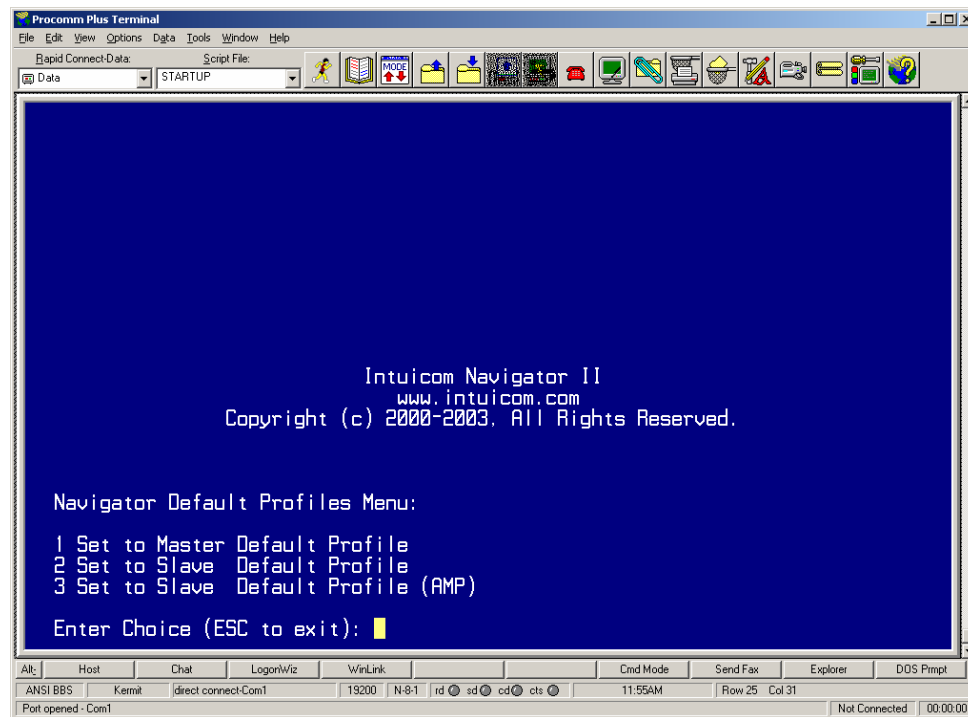 Procomm Plus Terminal
File Edit View Options Data Tools Window Help
Rapid Connect-Data: Script File:
Data STARTUP MODE
Intuicom Navigator II
www.intuicom.com
Copyright (c) 2000-2003, All Rights Reserved.
Navigator Default Profiles Menu:
1 Set to Master Default Profile
2 Set to Slave  Default Profile
3 Set to Slave  Default Profile (AMP)
Enter Choice (ESC to exit):
Alt: Host Chat LogonWiz WinLink Cmd Mode Send Fax Explorer DOS Prmpt
ANSI BBS Kermit direct connect-Com1 19200 N-8-1 rd sd cd cts 11:55AM Row 25 Col 31
Port opened - Com1 Not Connected 00:00:00